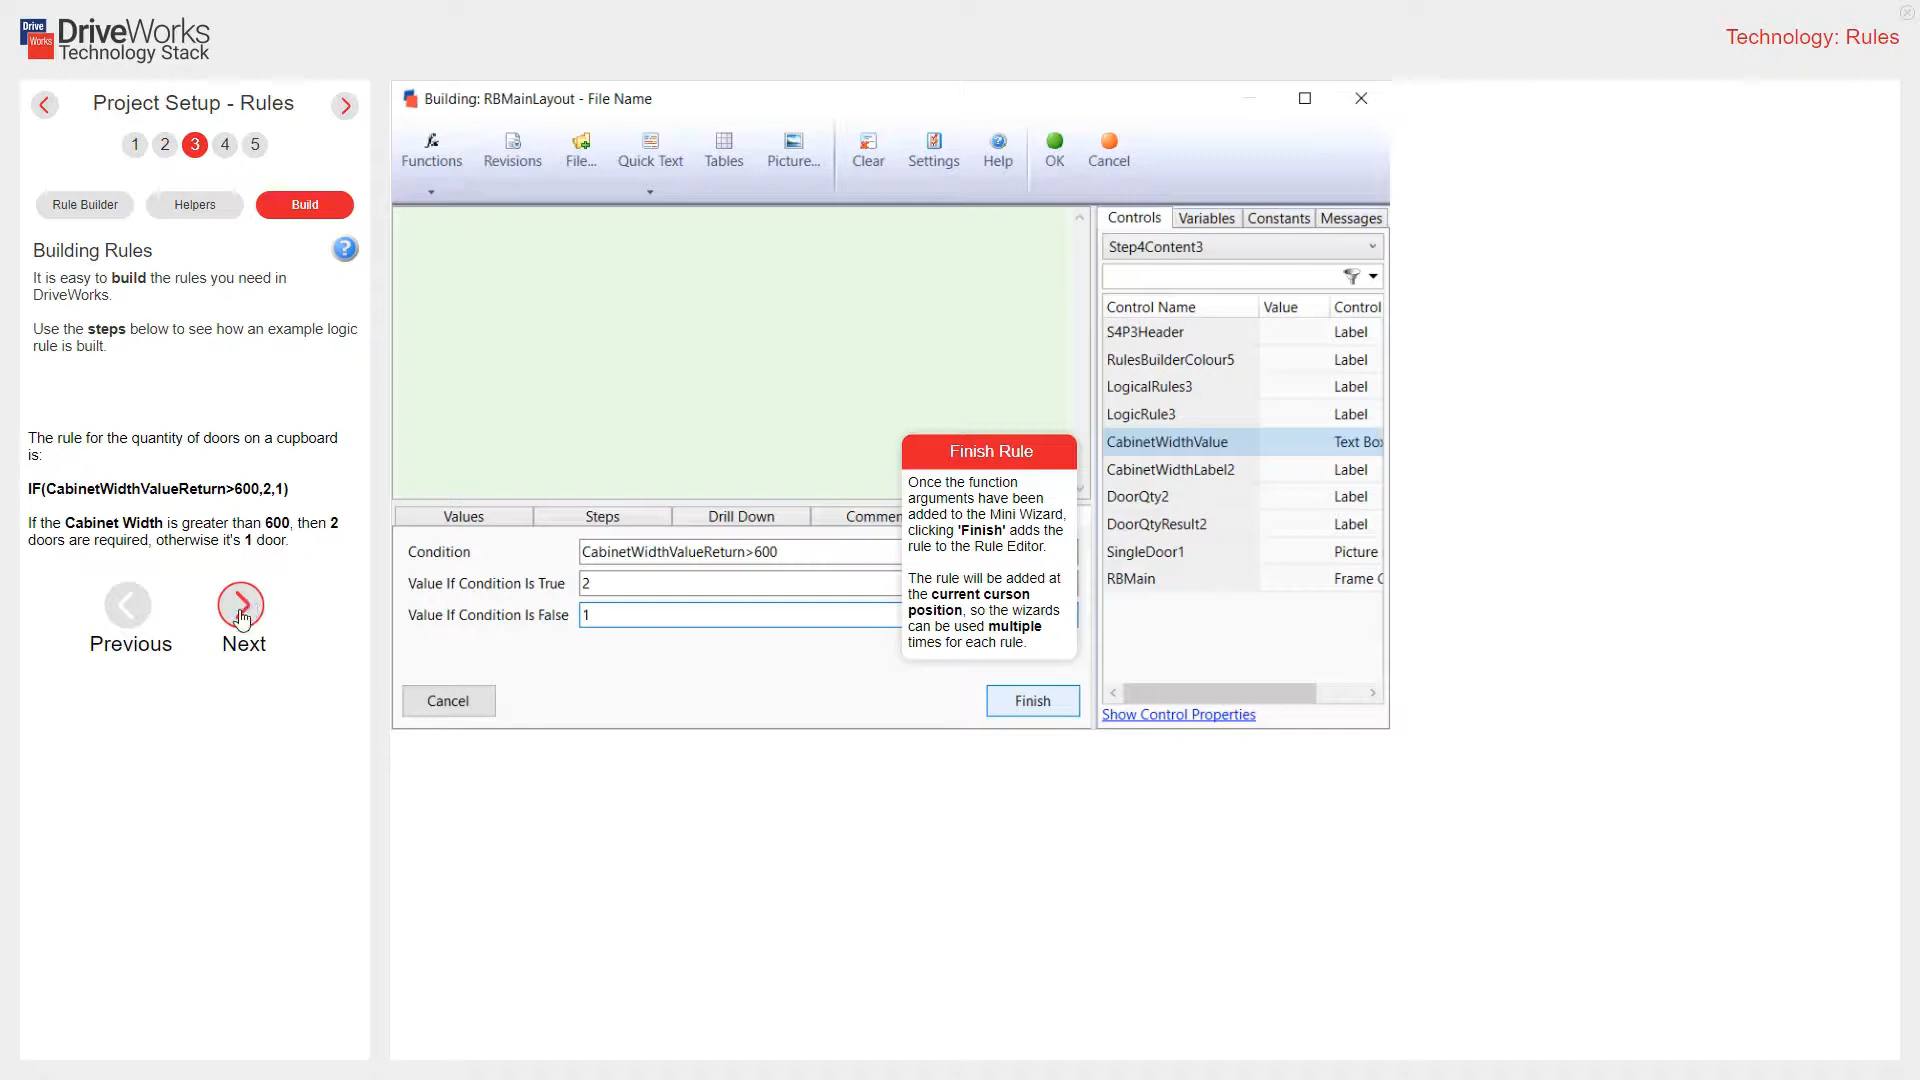 Drive
Works
DriveWorks
Technology Stack
Technology: Rules
Project Setup - Rules
1 2 3 4 5
Rule Builder Helpers Build
Building Rules
It is easy to build the rules you need in
DriveWorks.
Use the steps below to see how an example logic
rule is built.
The rule for the quantity of doors on a cupboard
is:
IF(CabinetWidthValueReturn>600,2,1)
If the Cabinet Width is greater than 600, then 2
doors are required, otherwise it's 1 door.
Previous Next
Building: RBMainLayout - File Name
Functions Revisions File... Quick Text Tables Picture... Clear Settings Help OK Cancel
Values Steps Drill Down Commen
Condition CabinetWidthValueReturn>600
Value If Condition Is True 2
Value If Condition Is False 1
Cancel Finish
Finish Rule
Once the function
arguments have been
added to the Mini Wizard,
clicking 'Finish' adds the
rule to the Rule Editor.
The rule will be added at
the current curson
position, so the wizards
can be used multiple
times for each rule.
Controls Variables Constants Messages
Step4Content3
Control Name Value Control
S4P3Header Label
RulesBuilderColour5 Label
LogicalRules3 Label
LogicRule3 Label
CabinetWidthValue Text Bo
CabinetWidthLabel2 Label
DoorQty2 Label
DoorQtyResult2 Label
SingleDoor1 Picture
RBMain Frame C
Show Control Properties